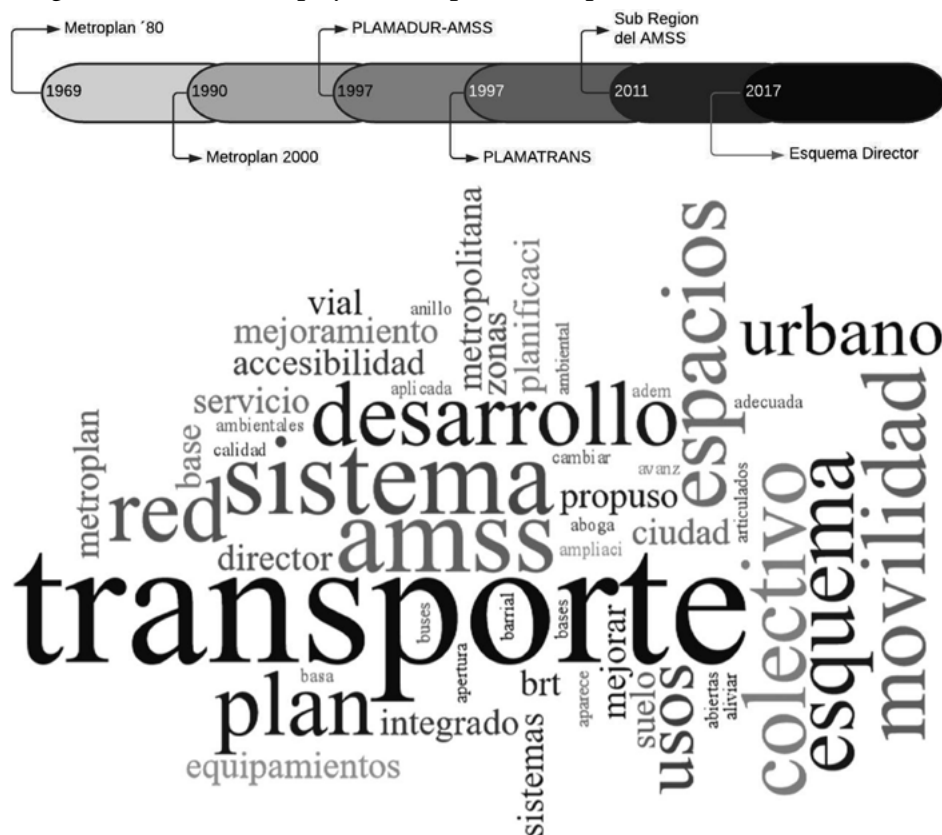 Metroplan ´80
PLAMADUR-AMSS
Sub Region
del AMSS
1969
1990
1997
1997
2011
2017
Metroplan 2000
PLAMATRANS
Esquema Director
metropolitana
espacios
planificaci
vial
anillo
zonas
ambiental
urbano
mejoramiento
accesibilidad
movilidad
aplicada
desarrollo
adem
adecuada
servicio
ambientales
metroplan
base
calidad
sistema
cambiar
avanz
esquema
colectivo
articulados
red
propuso
amss
aboga
ciudad
director
ampliaci
transporte
buses
barrial
bases
mejorar
apertura
basa
brt
aparece
suelo
usos
abiertas
aliviar
plan
integrado
sistemas
equipamientos